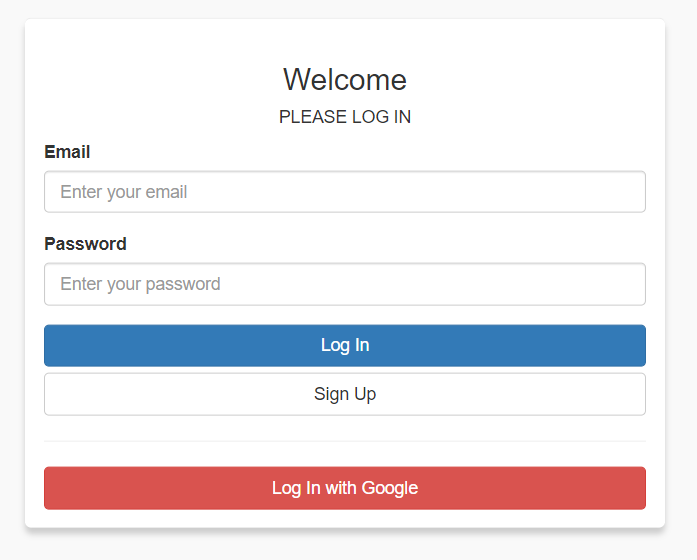 Welcome
PLEASE LOG IN
Email
Enter your email
Password
Enter your password
Log In
Sign Up
Log In with Google